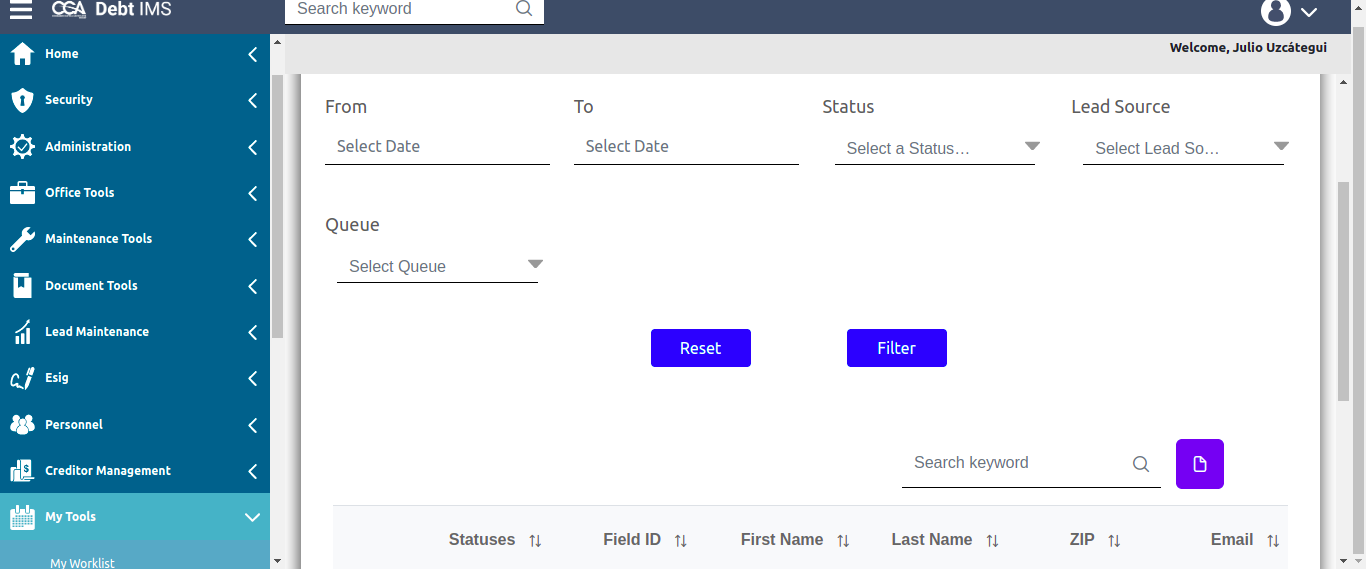 CGA Debt IMS
Search keyword
Welcome, Julio Uzcátegui
Home
Security
Administration
Office Tools
Maintenance Tools
Document Tools
Lead Maintenance
Esig
Personnel
Creditor Management
My Tools
My Worklist
From To Status Lead Source
Select Date Select Date Select a Status… Select Lead So…
Queue
Select Queue
Reset Filter
Search keyword
Statuses Field ID First Name Last Name ZIP Email